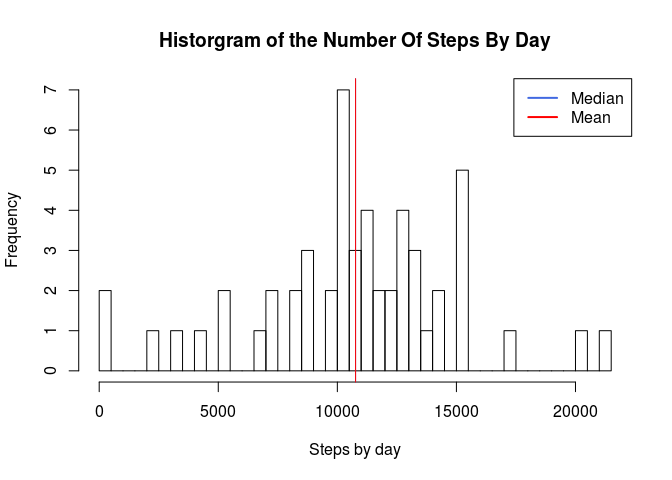 Historgram of the Number Of Steps By Day
Median
Mean
7
6
5
4
3
2
1
0
Frequency
0 5000 10000 15000 20000
Steps by day